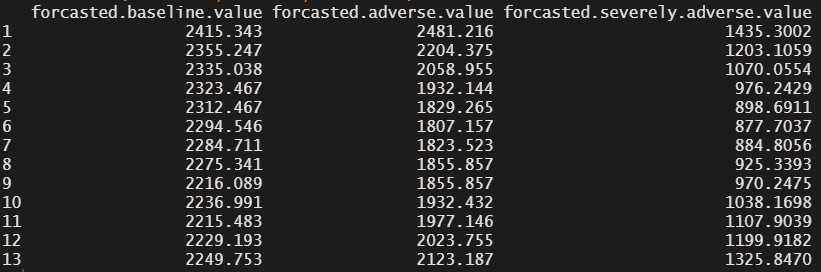 forcasted.baseline.value forcasted.adverse.value forcasted.severely.adverse.value
1 2415.343 2481.216 1435.3002
2 2355.247 2204.375 1203.1059
3 2335.038 2058.955 1070.0554
4 2323.467 1932.144 976.2429
5 2312.467 1829.265 898.6911
6 2294.546 1807.157 877.7037
7 2284.711 1823.523 884.8056
8 2275.341 1855.857 925.3393
9 2216.089 1855.857 970.2475
10 2236.991 1932.432 1038.1698
11 2215.483 1977.146 1107.9039
12 2229.193 2023.755 1199.9182
13 2249.753 2123.187 1325.8470